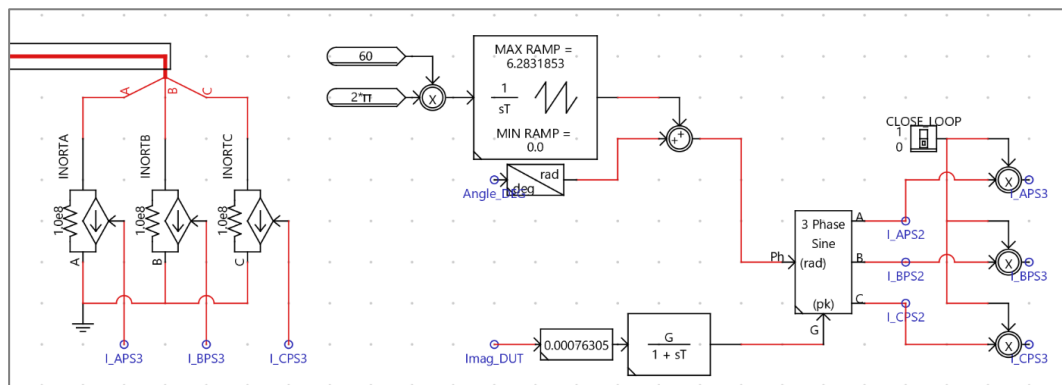 60
2*π
X
MAX RAMP =
6.2831853
1
sT
MIN RAMP =
0.0
+
+
CLOSE_LOOP
1
0
A
B
C
INORTA
INORTB
INORTC
1.0e8
1.0e8
1.0e8
A
B
C
I_APS3
I_BPS3
I_CPS3
Angle_DEG
rad
deg
Ph
3 Phase
Sine
(rad)
(pk)
G
A
B
C
I_APS2
I_BPS2
I_CPS2
X
I_APS3
X
I_BPS3
X
I_CPS3
Imag_DUT
0.00076305
G
1 + sT